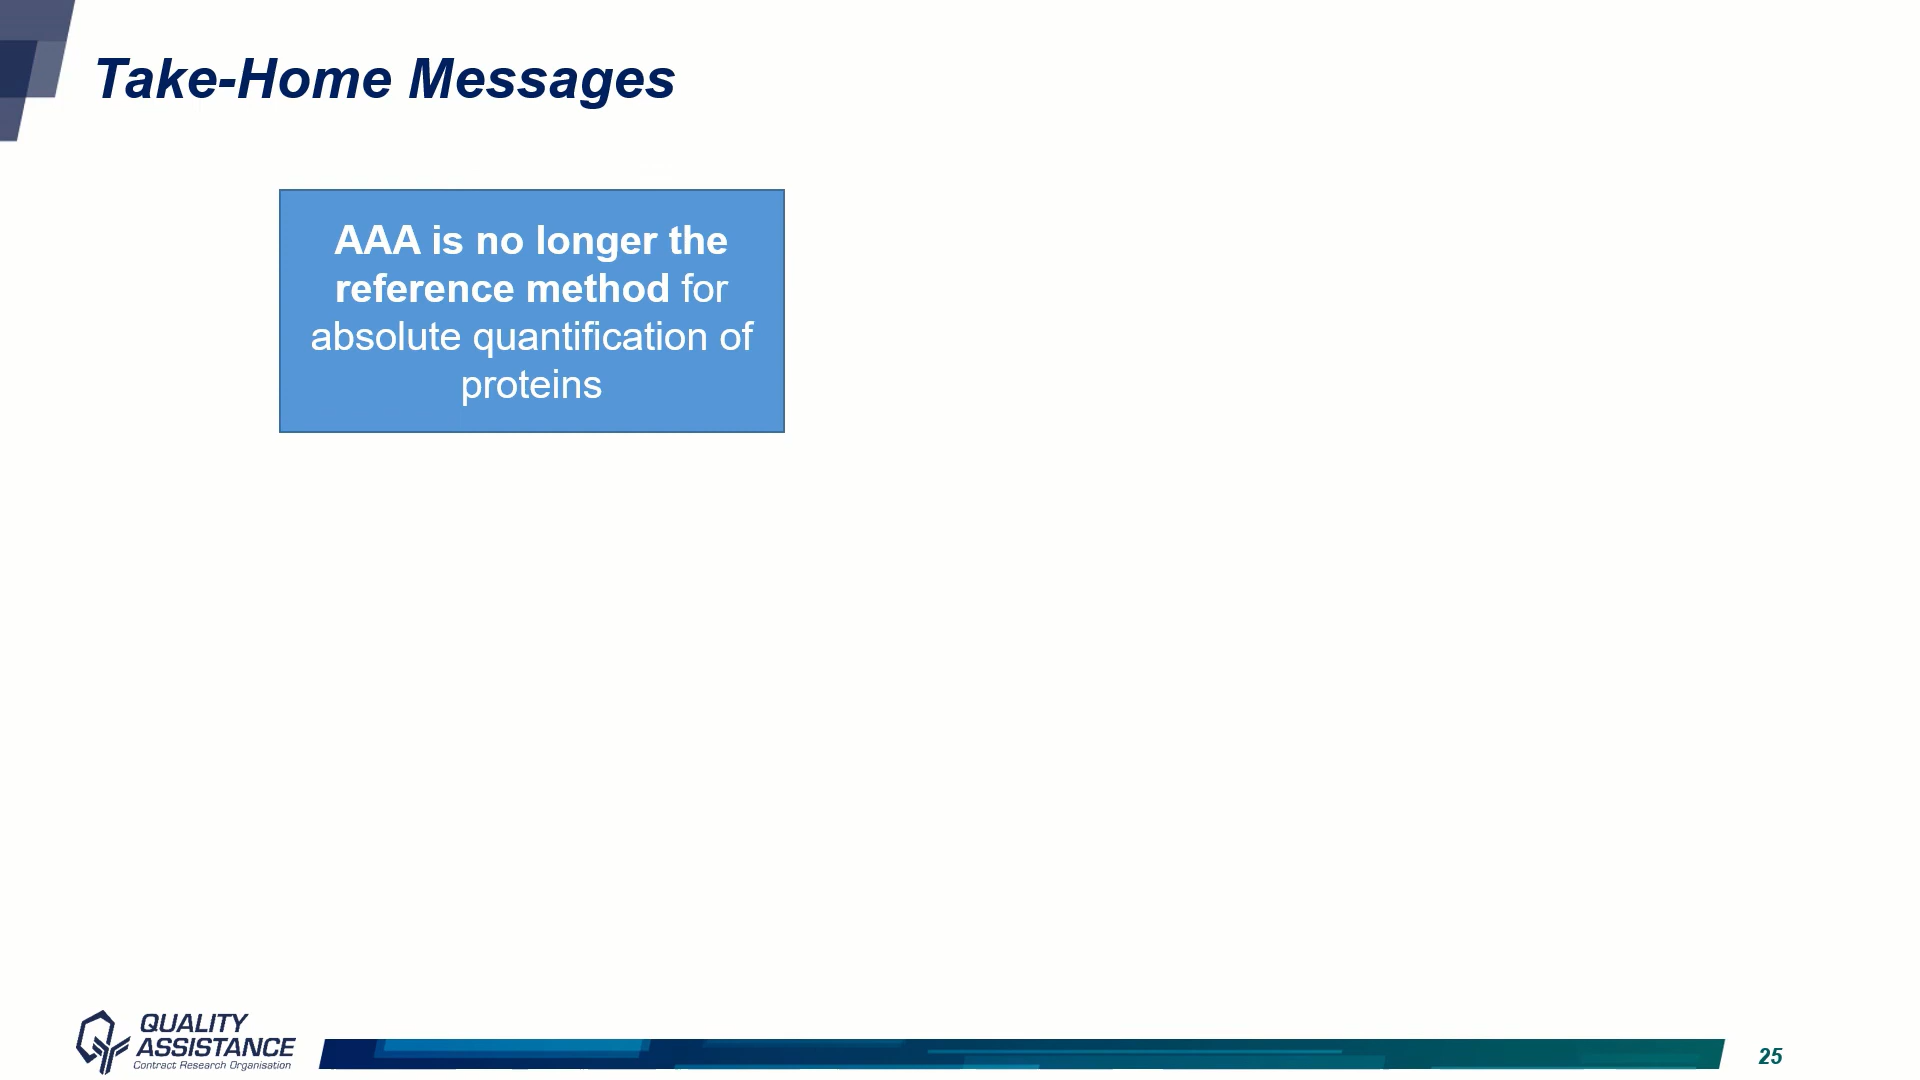 Take-Home Messages
AAA is no longer the
reference method for
absolute quantification of
proteins
QUALITY
ASSISTANCE
Contract Research Organisation
25